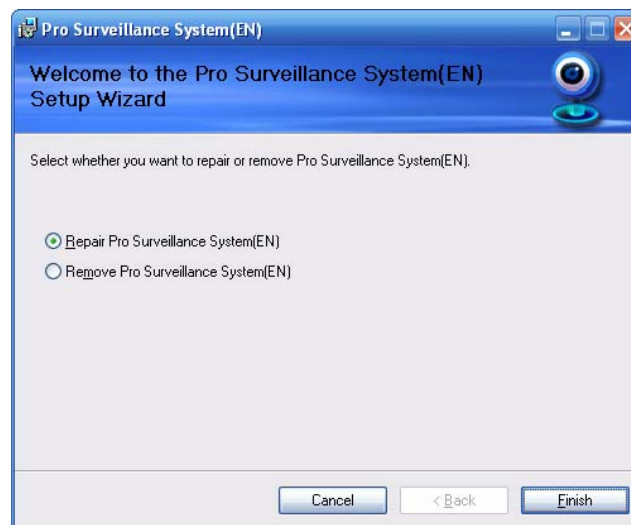 Pro Surveillance System(EN)
Welcome to the Pro Surveillance System(EN)
Setup Wizard
Select whether you want to repair or remove Pro Surveillance System(EN).
Repair Pro Surveillance System(EN)
Remove Pro Surveillance System(EN)
Cancel
< Back
Finish